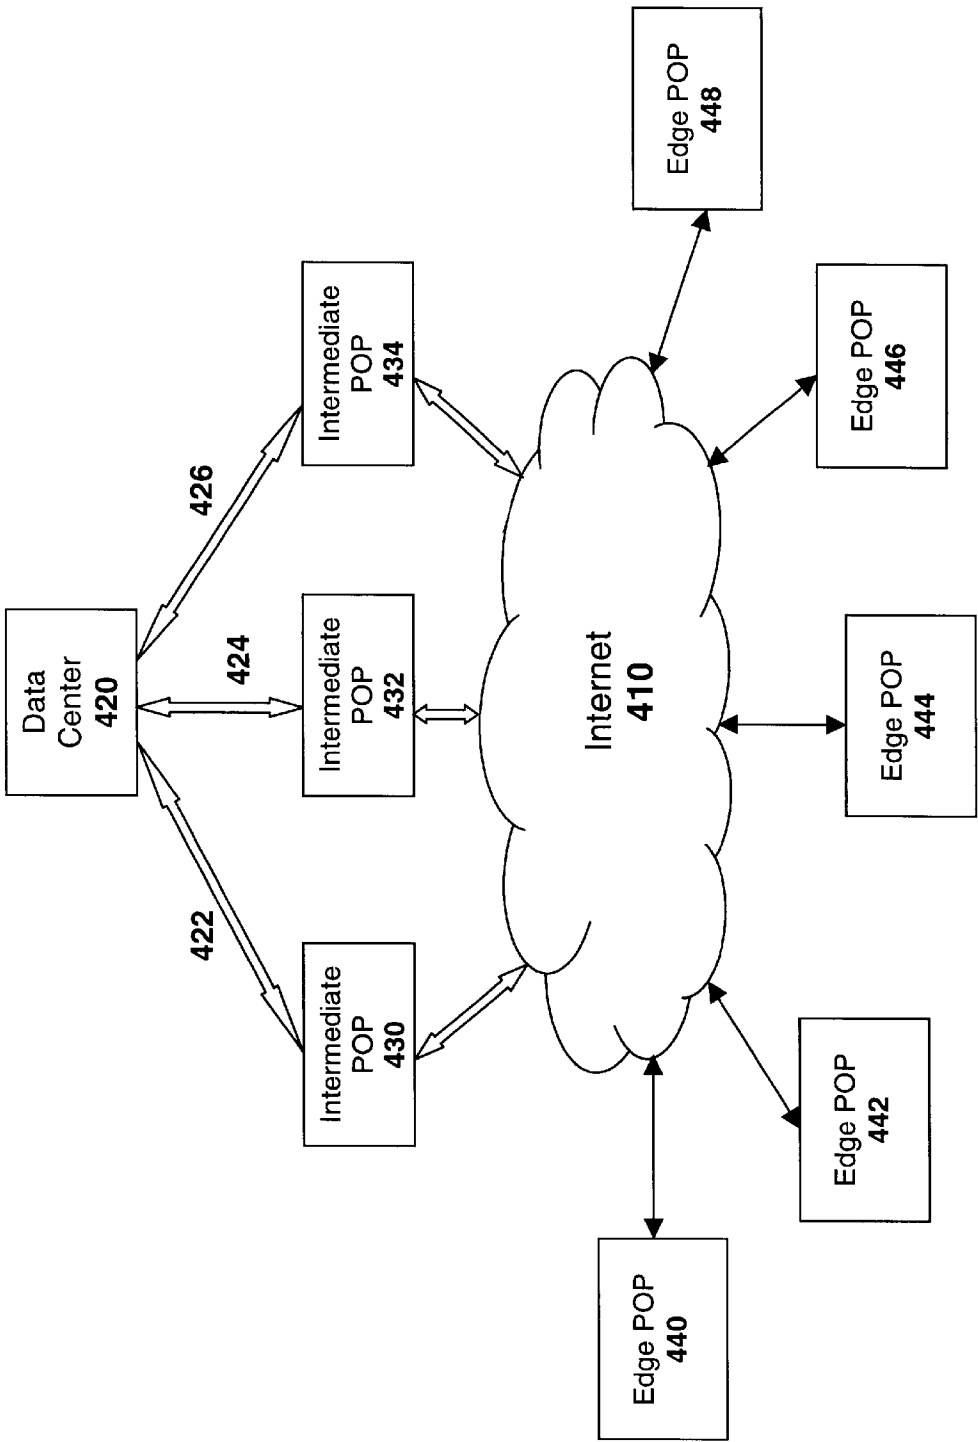 Data
Center
420
422
424
426
Intermediate
POP
430
Intermediate
POP
432
Intermediate
POP
434
Internet
410
Edge POP
440
Edge POP
442
Edge POP
444
Edge POP
446
Edge POP
448